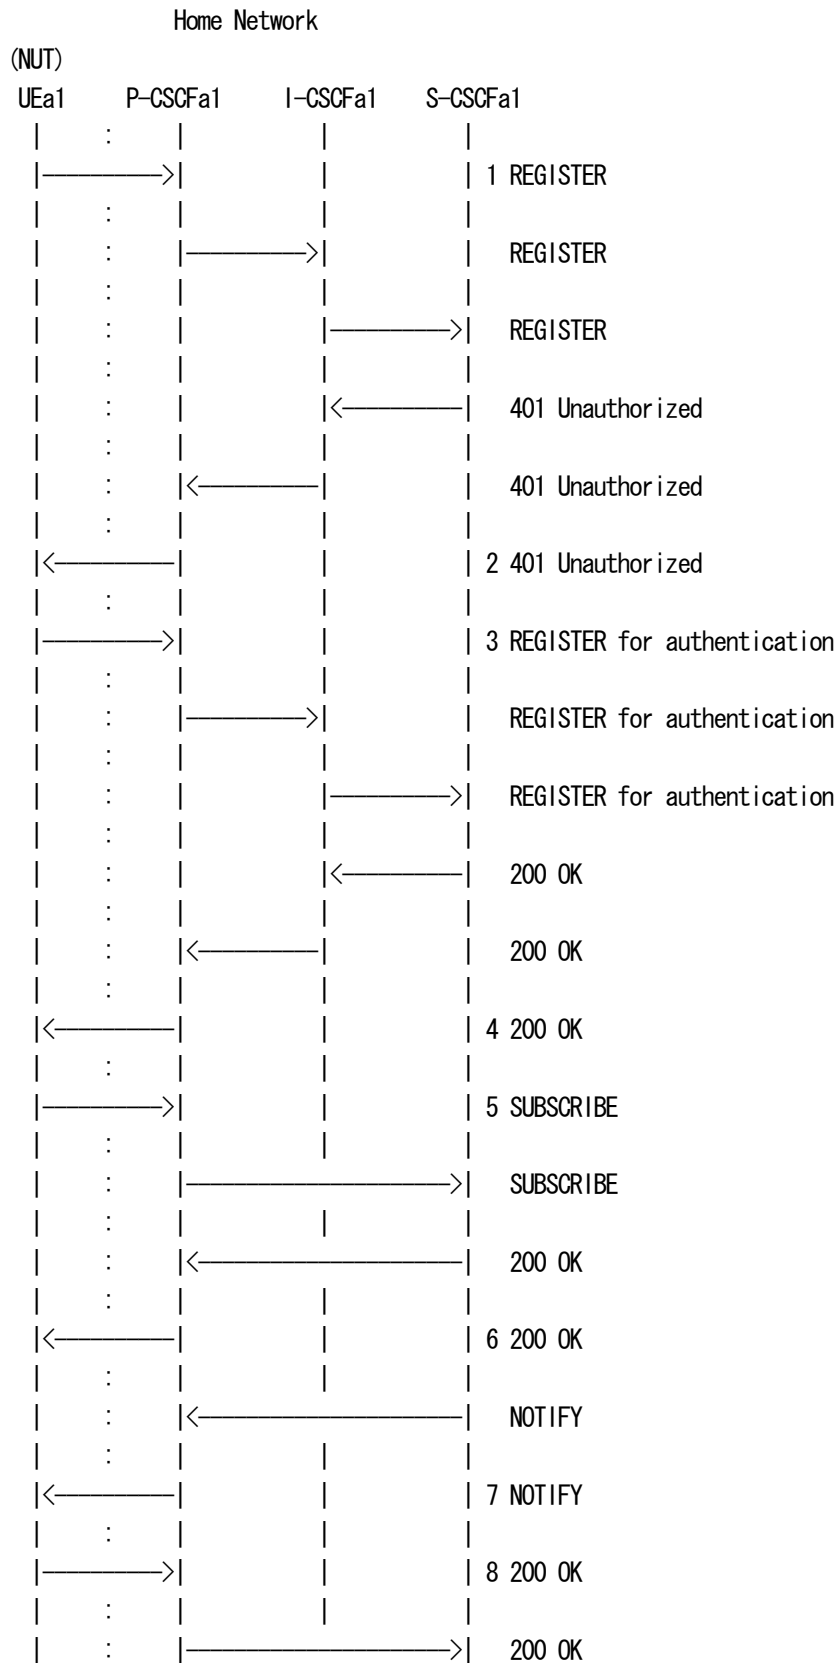 Home Network
(NUT)
UEa1 P-CSCFa1 I-CSCFa1 S-CSCFa1
1 REGISTER
REGISTER
REGISTER
401 Unauthorized
401 Unauthorized
2 401 Unauthorized
3 REGISTER for authentication
REGISTER for authentication
REGISTER for authentication
200 OK
200 OK
4 200 OK
5 SUBSCRIBE
SUBSCRIBE
200 OK
6 200 OK
NOTIFY
7 NOTIFY
8 200 OK
200 OK